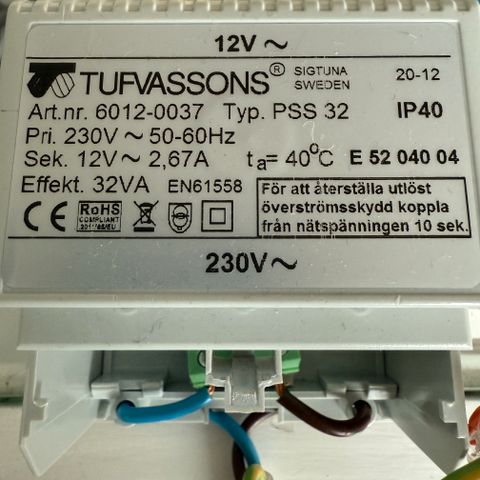 12V ~
TUFVASSONS® SIGTUNA SWEDEN 20-12
Art.nr. 6012-0037 Typ. PSS 32 IP40
Pri. 230V ~ 50-60Hz
Sek. 12V ~ 2,67A ta= 40°C E 52 040 04
Effekt. 32VA EN61558
För att återställa utlöst
överströmsskydd koppla
från nätspänningen 10 sek.
CE RoHS
COMPLIANT
230V ~